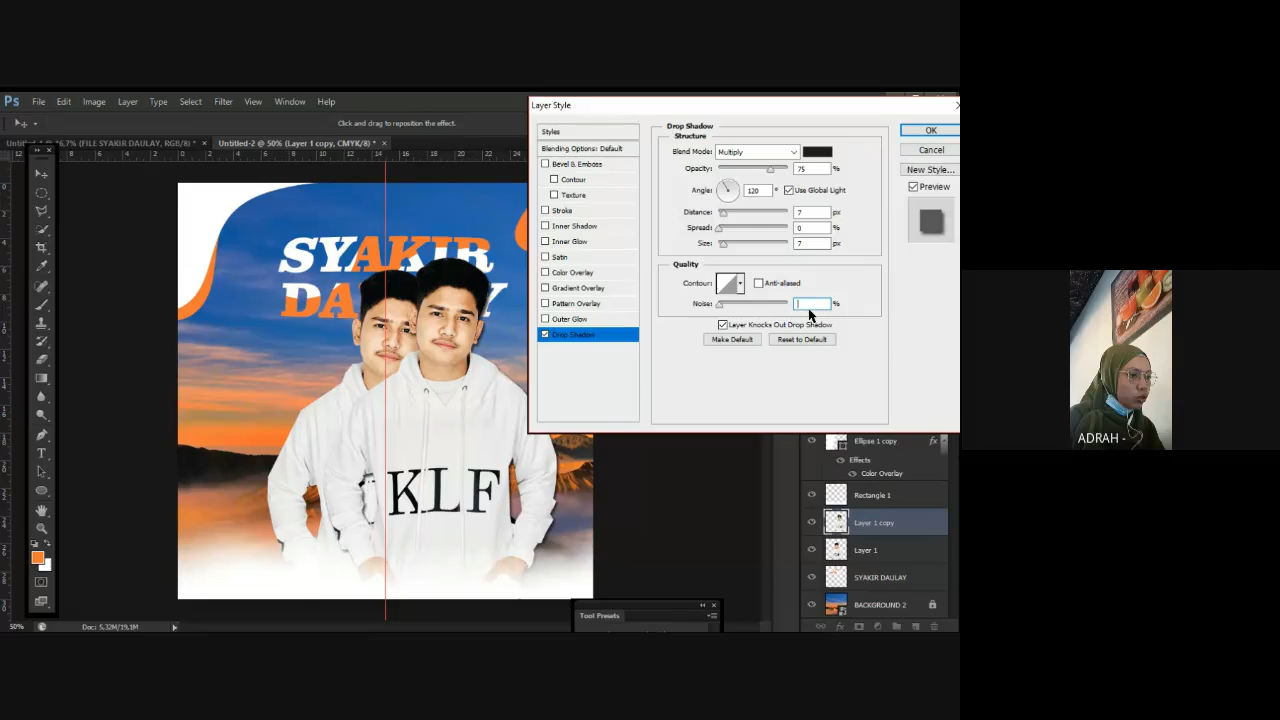 Ps File Edit Image Layer Type Select Filter View Window Help
Click and drag to reposition the effect.
(FILE SYAKIR DAULAY, RGB/8) * × Untitled-2 @ 50% (Layer 1 copy, CMYK/8) * ×
SYAKIR
KLF
Layer Style
Styles
Blending Options: Default
Bevel & Emboss
Contour
Texture
Stroke
Inner Shadow
Inner Glow
Satin
Color Overlay
Gradient Overlay
Pattern Overlay
Outer Glow
Drop Shadow
Drop Shadow
Structure
Blend Mode: Multiply
Opacity: 75 %
Angle: 120 ° Use Global Light
Distance: 7 px
Spread: 0 %
Size: 7 px
Quality
Contour: Anti-aliased
Noise: %
Layer Knocks Out Drop Shadow
Make Default Reset to Default
OK
Cancel
New Style...
Preview
Ellipse 1 copy fx
Effects
Color Overlay
Rectangle 1
Layer 1 copy
Layer 1
SYAKIR DAULAY
BACKGROUND 2
Tool Presets
50% Doc: 5.32M/19.1M
ADRAH -